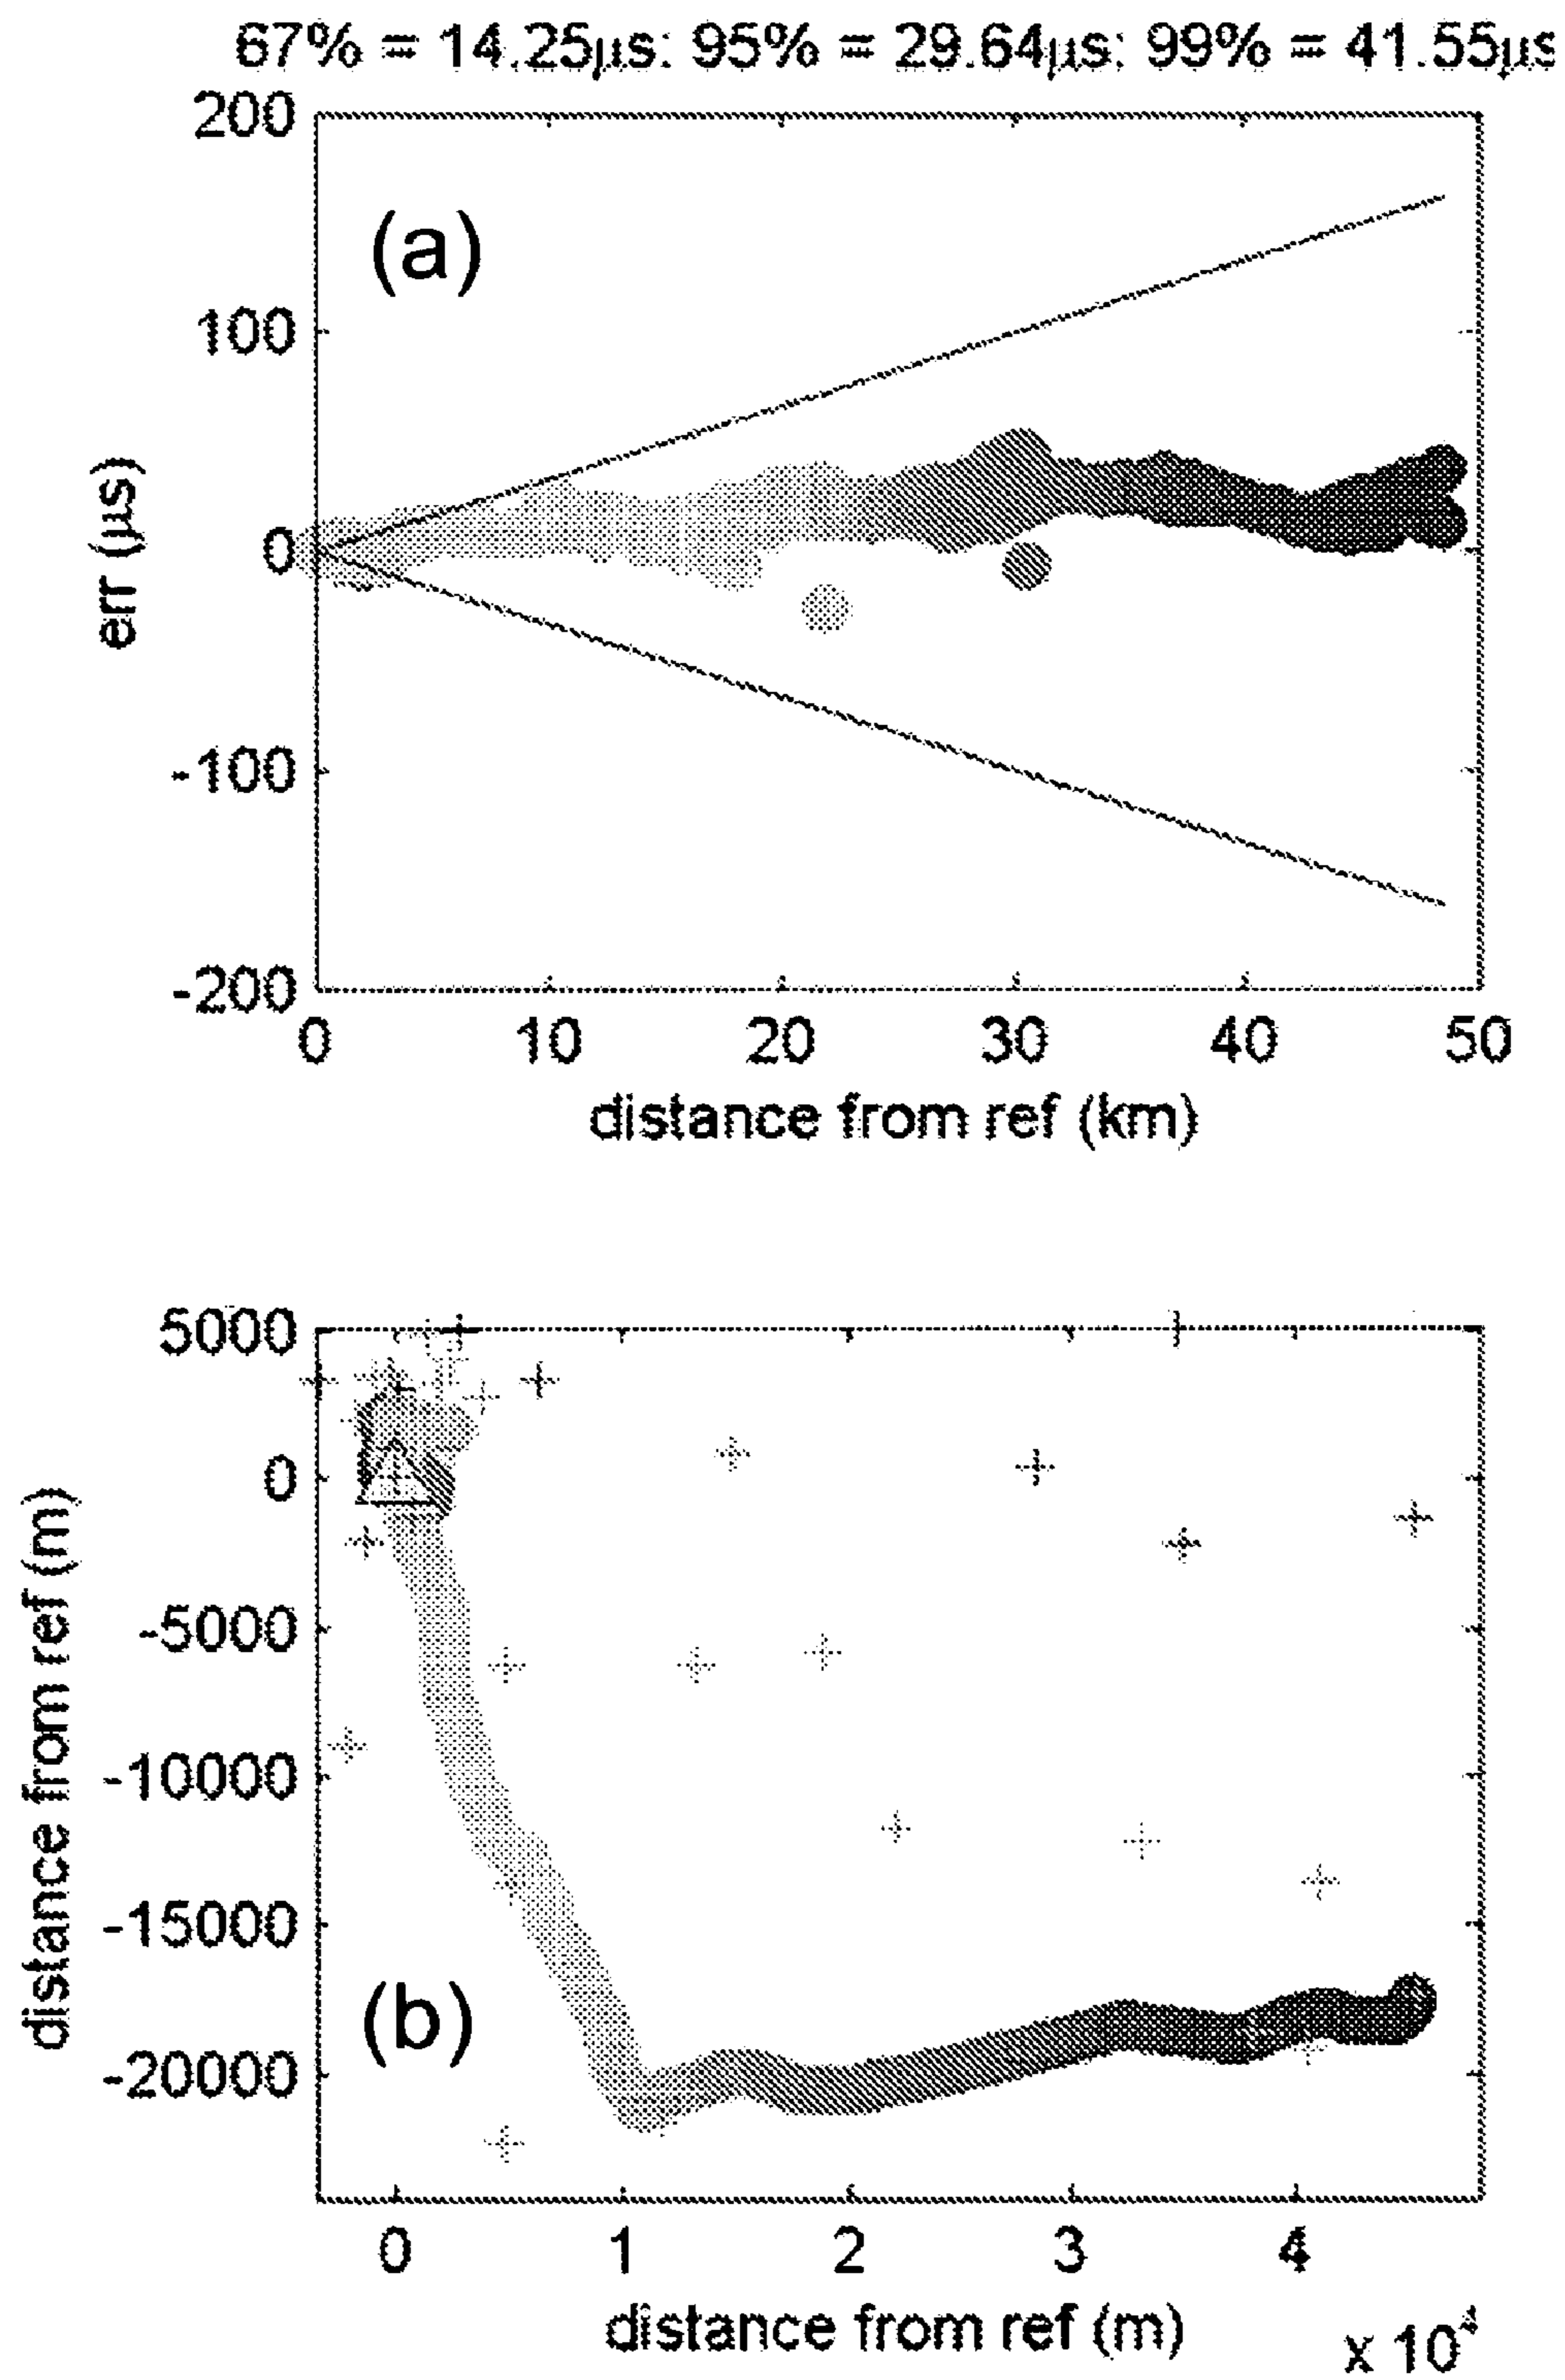 67% = 14.25µs: 95% = 29.64µs: 99% = 41.55µs
200
(a)
100
err (µs)
0
-100
-200
0 10 20 30 40 50
distance from ref (km)
5000
0
distance from ref (m)
-5000
-10000
-15000
(b)
-20000
0 1 2 3 4
distance from ref (m)
x 10⁴